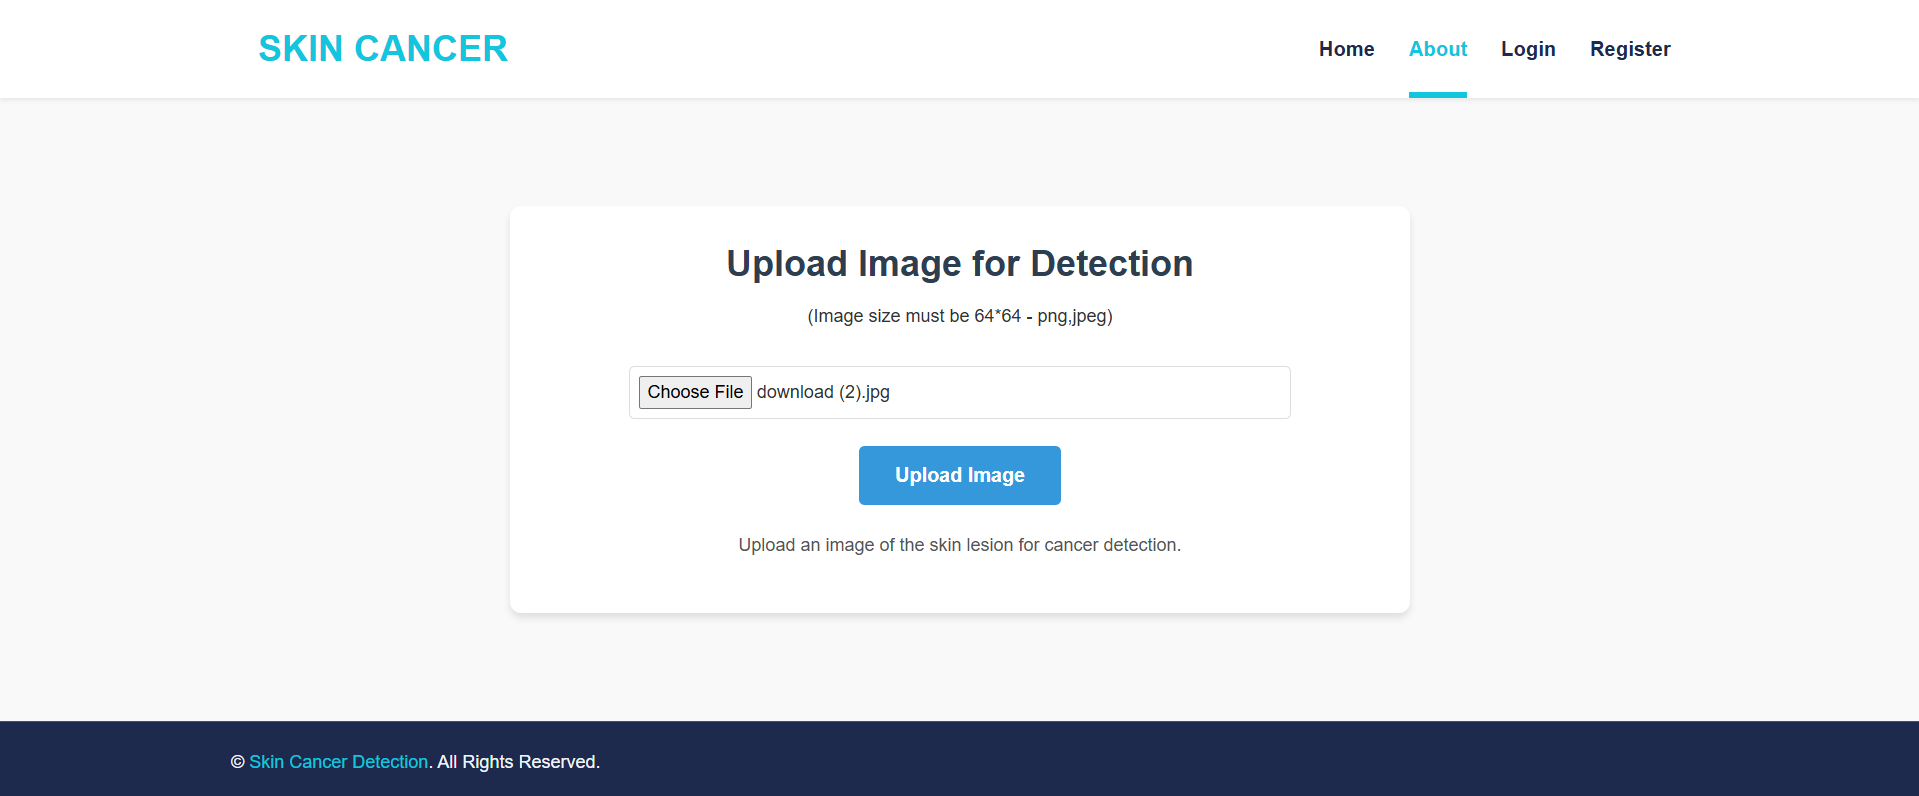 SKIN CANCER
Home About Login Register
Upload Image for Detection
(Image size must be 64*64 - png,jpeg)
Choose File download (2).jpg
Upload Image
Upload an image of the skin lesion for cancer detection.
© Skin Cancer Detection. All Rights Reserved.